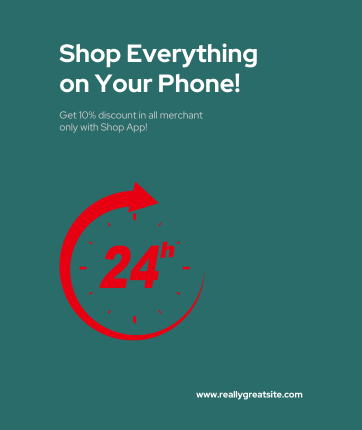 Shop Everything
on Your Phone!
Get 10% discount in all merchant
only with Shop App!
24h
www.reallygreatsite.com